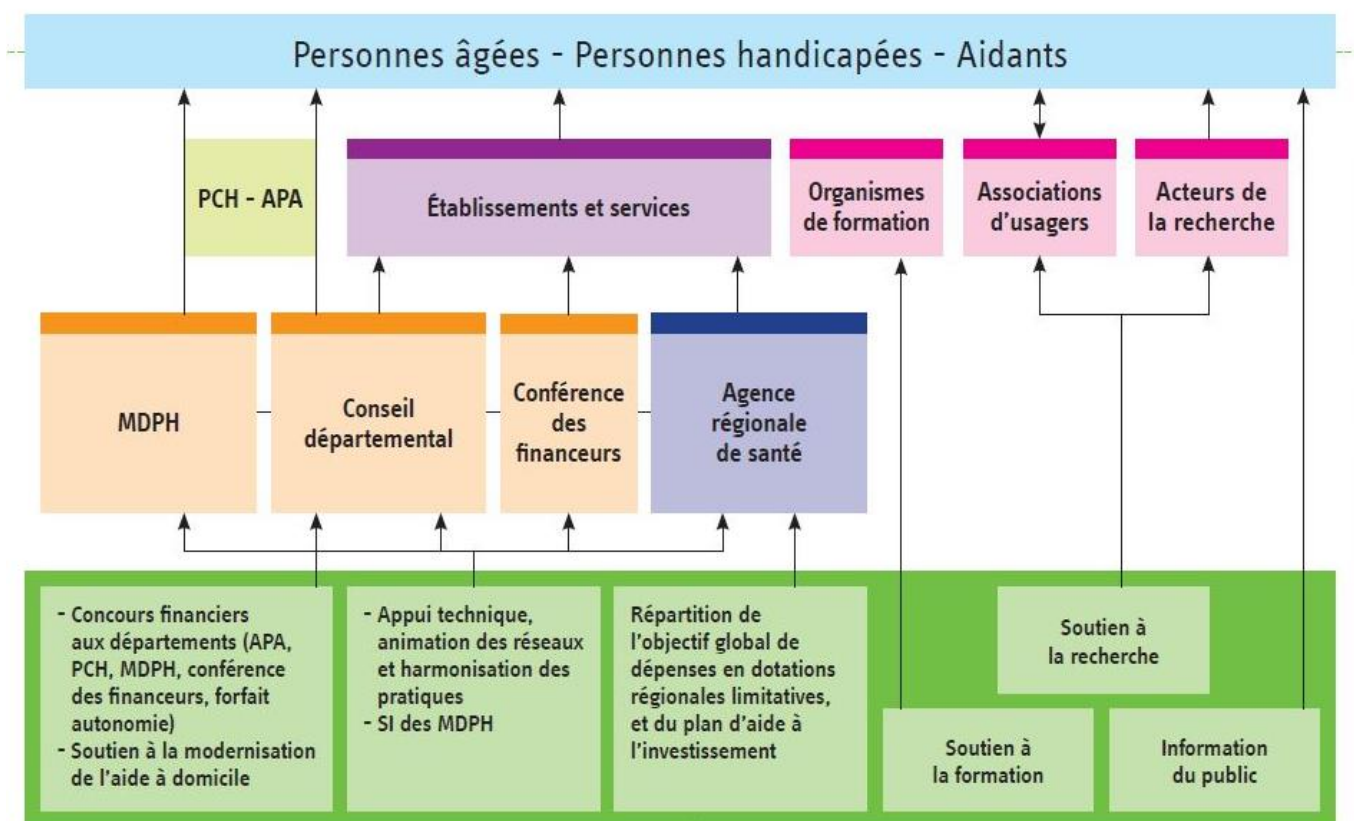 Personnes âgées - Personnes handicapées - Aidants
PCH - APA
Établissements et services
Organismes
de formation
Associations
d'usagers
Acteurs de
la recherche
MDPH
Conseil
départemental
Conférence
des
financeurs
Agence
régionale
de santé
- Concours financiers
aux départements (APA,
PCH, MDPH, conférence
des financeurs, forfait
autonomie)
- Soutien à la modernisation
de l'aide à domicile
- Appui technique,
animation des réseaux
et harmonisation des
pratiques
- SI des MDPH
Répartition de
l'objectif global de
dépenses en dotations
régionales limitatives,
et du plan d'aide à
l'investissement
Soutien à
la recherche
Soutien à
la formation
Information
du public